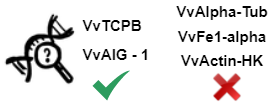 VvTCPB
VvAIG - 1
VvAlpha-Tub
VvFe1-alpha
VvActin-HK
?